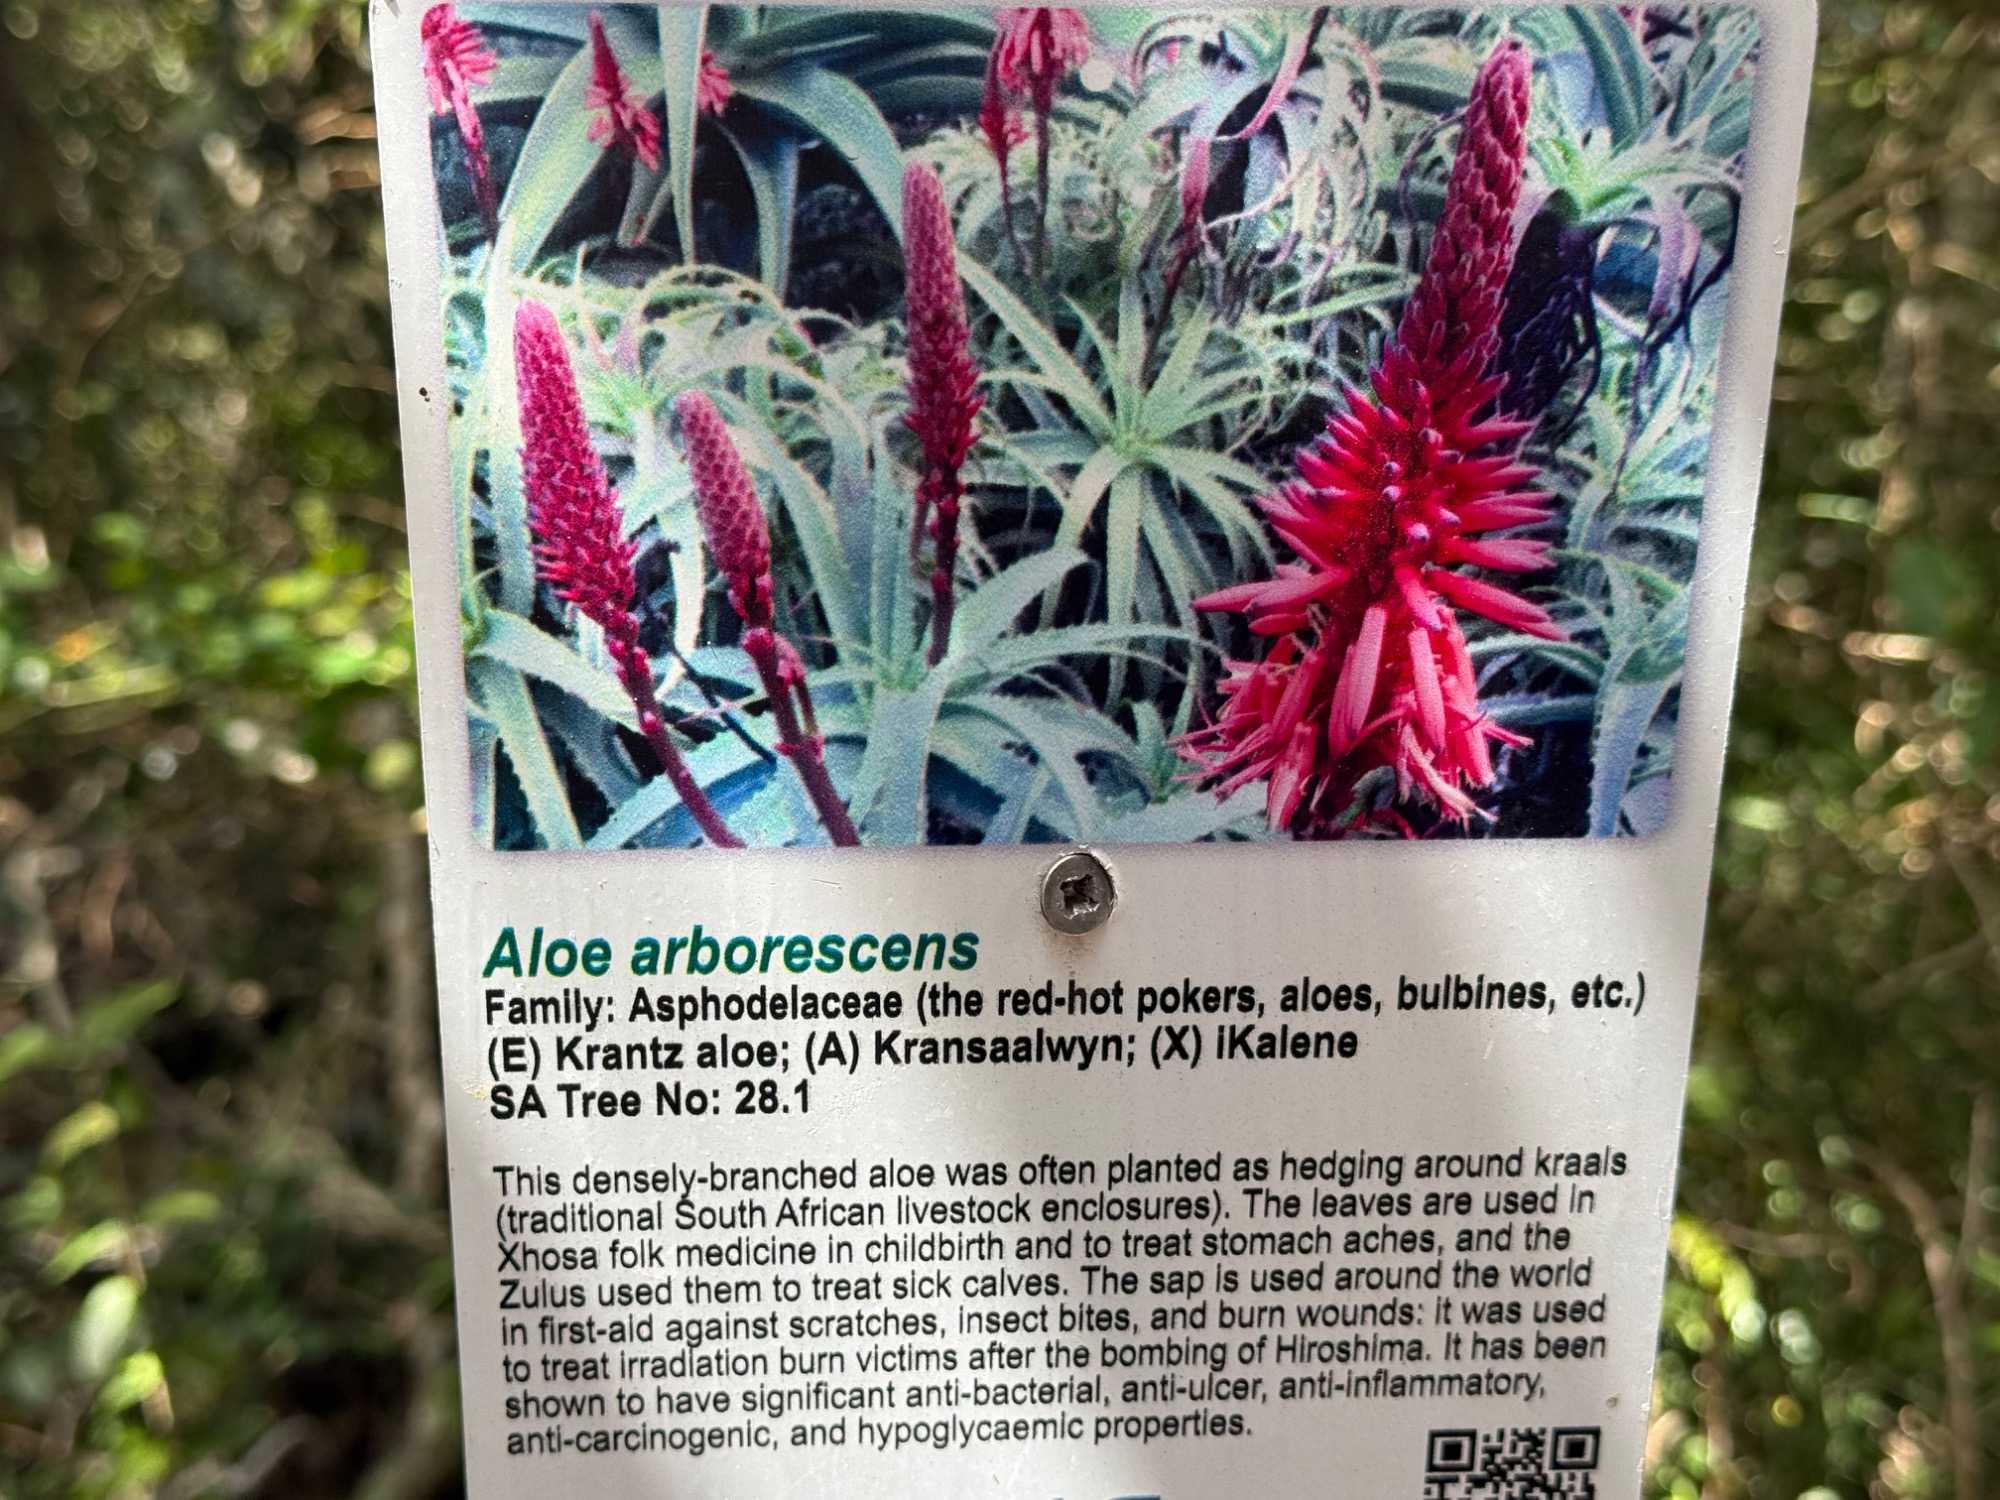 Aloe arborescens
Family: Asphodelaceae (the red-hot pokers, aloes, bulbines, etc.)
(E) Krantz aloe; (A) Kransaalwyn; (X) iKalene
SA Tree No: 28.1
This densely-branched aloe was often planted as hedging around kraals
(traditional South African livestock enclosures). The leaves are used in
Xhosa folk medicine in childbirth and to treat stomach aches, and the
Zulus used them to treat sick calves. The sap is used around the world
in first-aid against scratches, insect bites, and burn wounds: it was used
to treat irradiation burn victims after the bombing of Hiroshima. It has been
shown to have significant anti-bacterial, anti-ulcer, anti-inflammatory,
anti-carcinogenic, and hypoglycaemic properties.